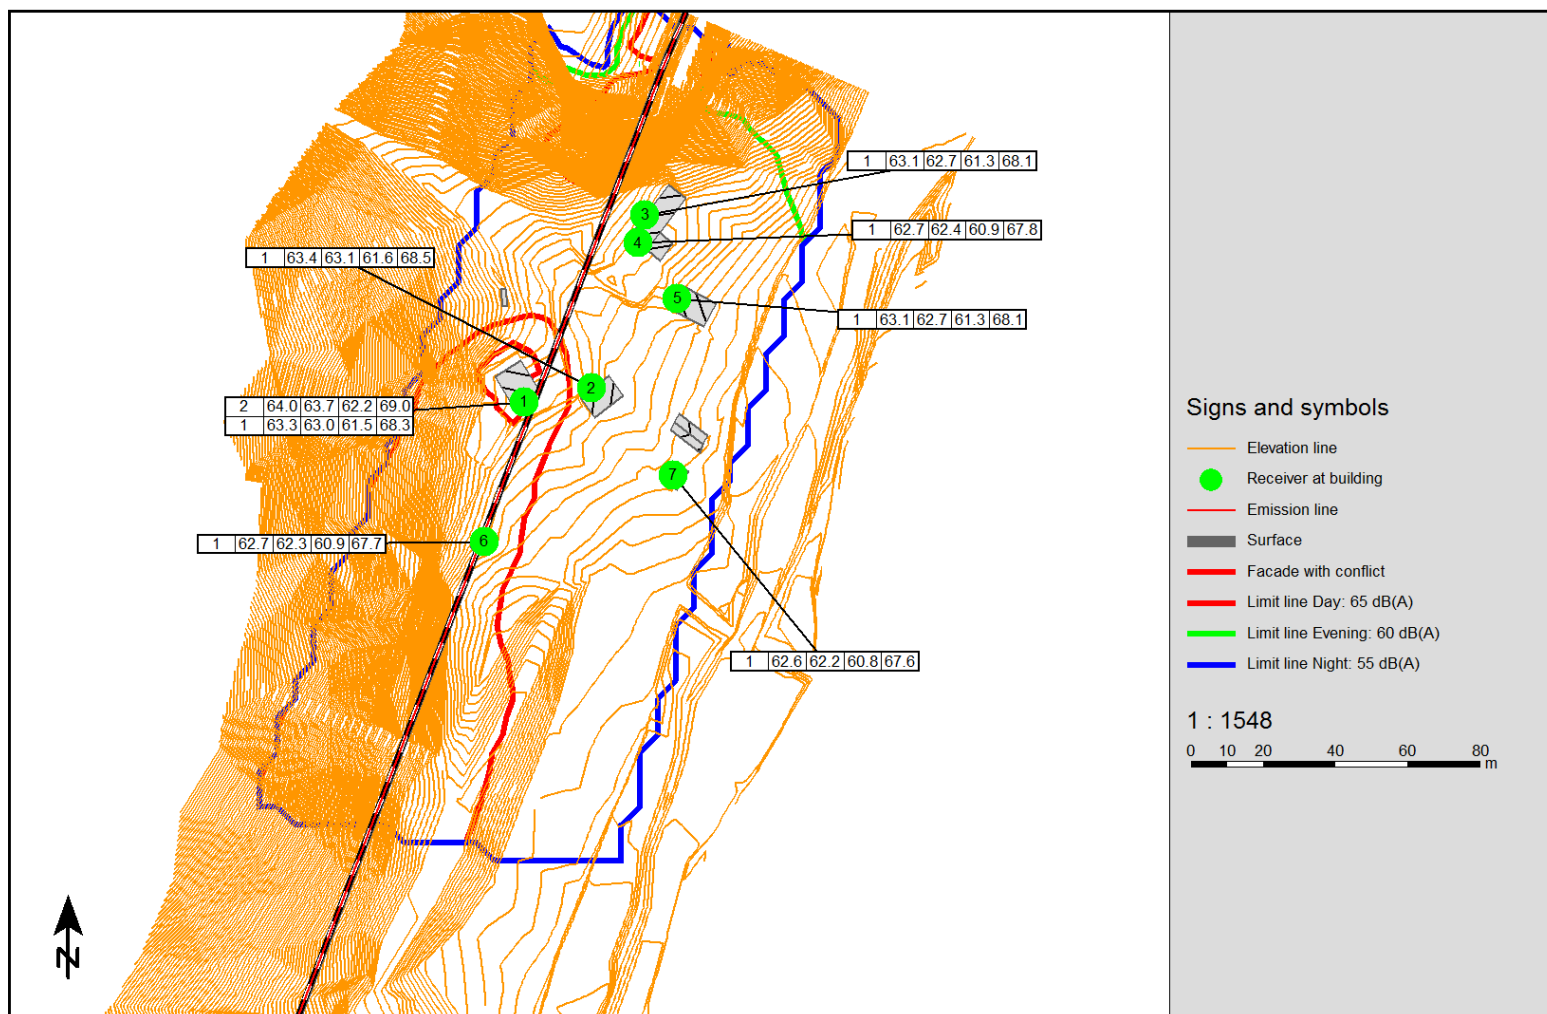 1 63.1 62.7 61.3 68.1
3
1 62.7 62.4 60.9 67.8
4
1 63.4 63.1 61.6 68.5
5
1 63.1 62.7 61.3 68.1
2
2 64.0 63.7 62.2 69.0
1 63.3 63.0 61.5 68.3
1
7
1 62.7 62.3 60.9 67.7
6
1 62.6 62.2 60.8 67.6
N
Signs and symbols
Elevation line
Receiver at building
Emission line
Surface
Facade with conflict
Limit line Day: 65 dB(A)
Limit line Evening: 60 dB(A)
Limit line Night: 55 dB(A)
1 : 1548
0 10 20 40 60 80
m